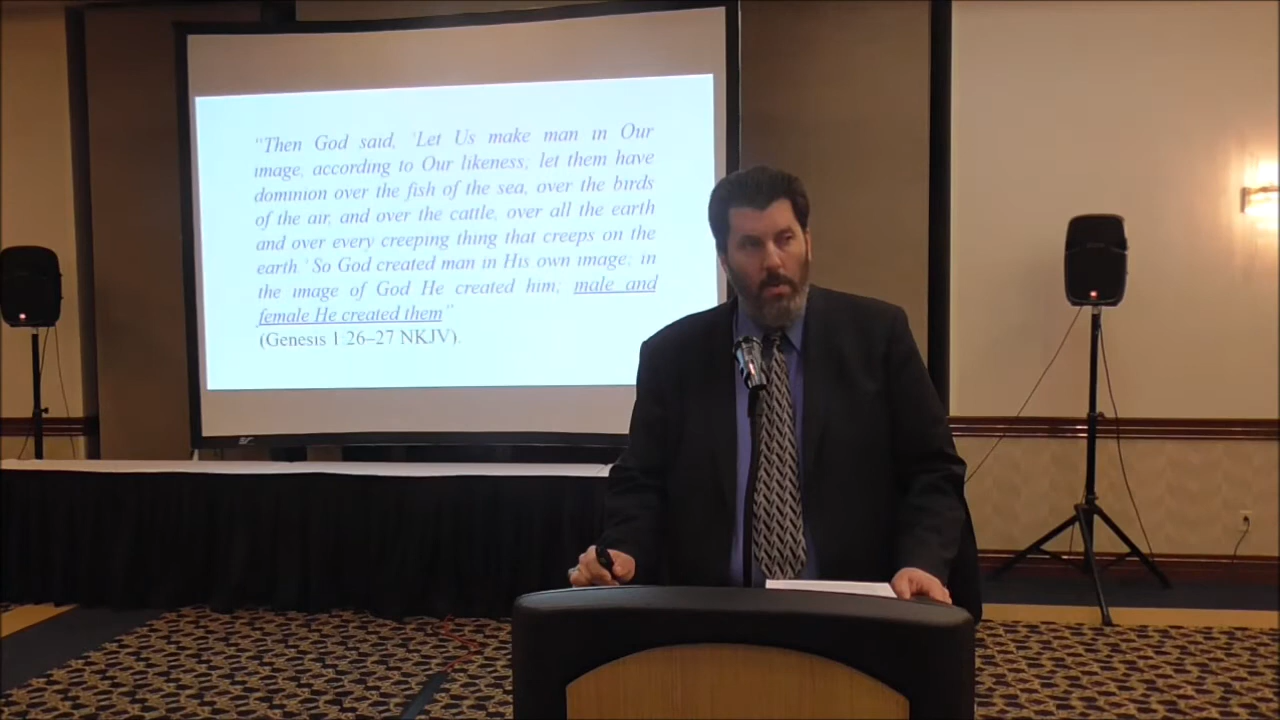 “Then God said, ‘Let Us make man in Our
image, according to Our likeness; let them have
dominion over the fish of the sea, over the birds
of the air, and over the cattle, over all the earth
and over every creeping thing that creeps on the
earth.’ So God created man in His own image; in
the image of God He created him; male and
female He created them”
(Genesis 1:26–27 NKJV).